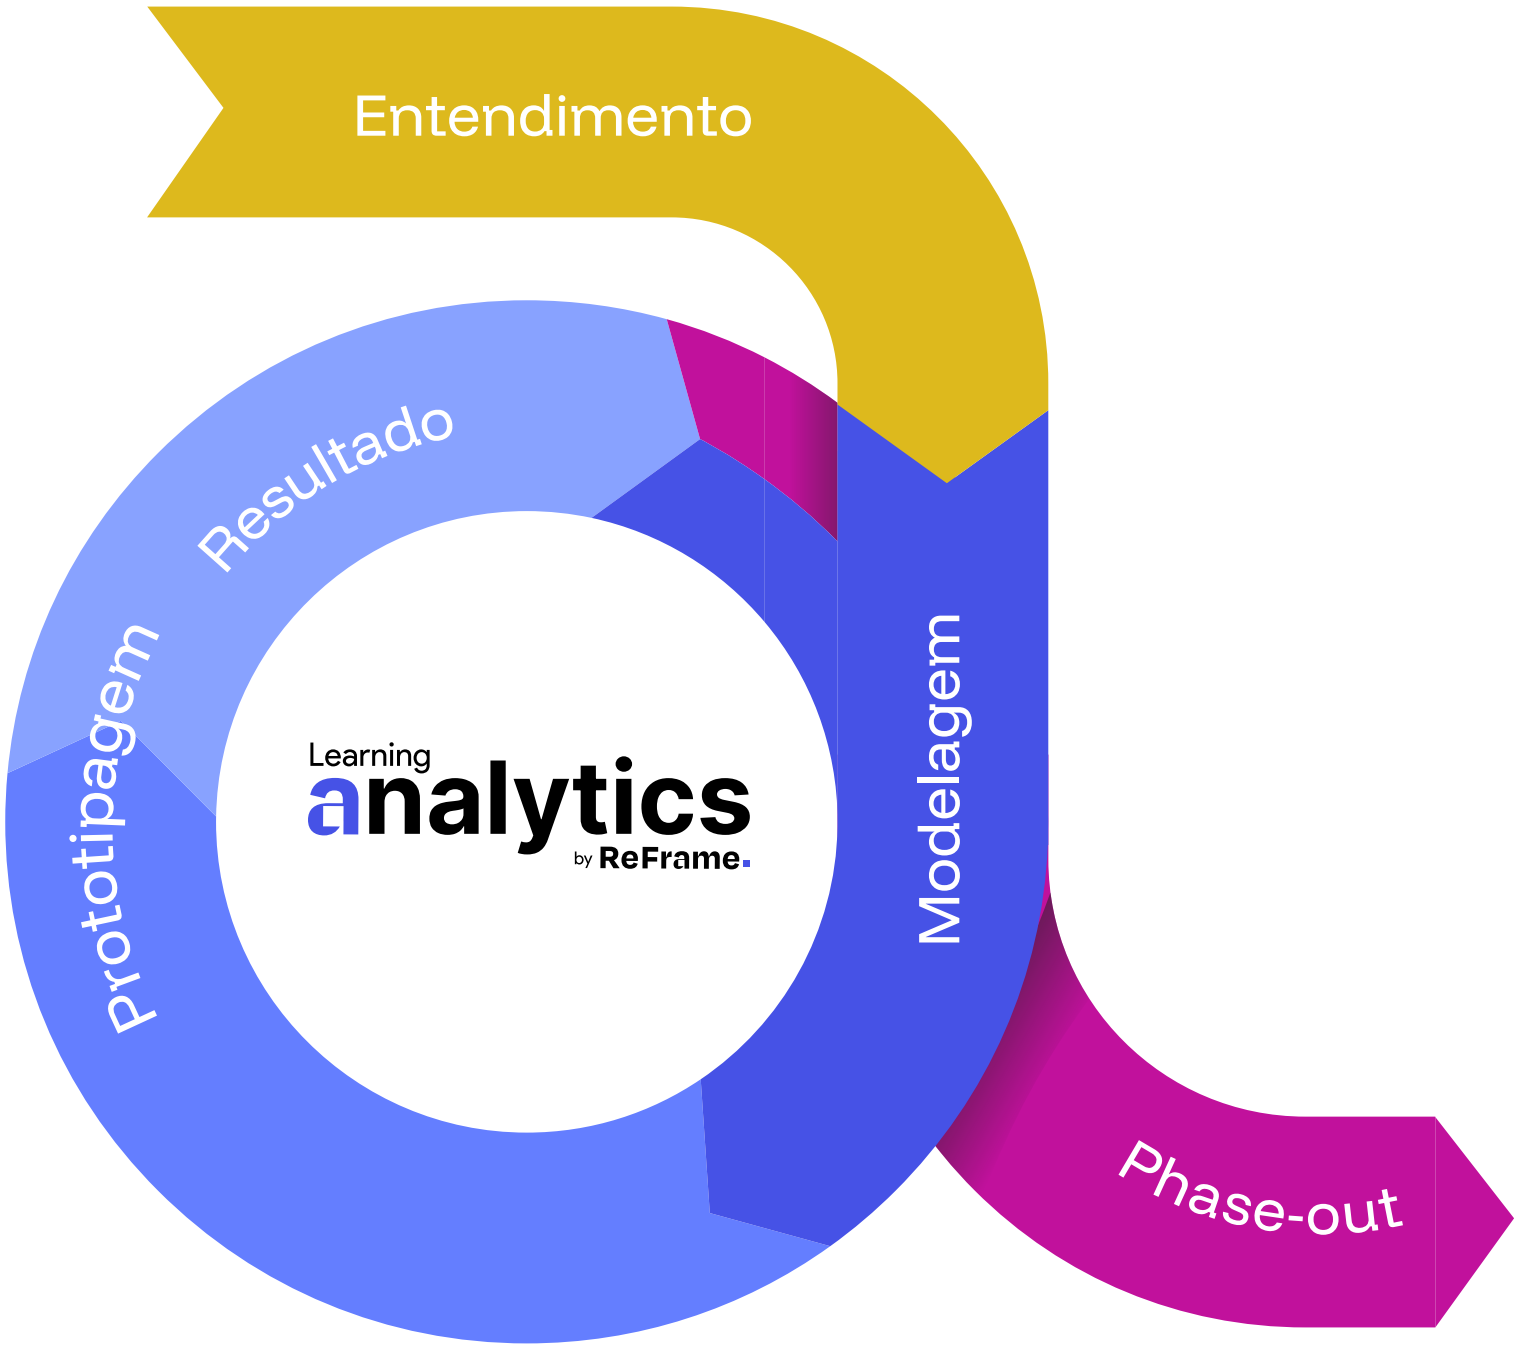 Entendimento
Resultado
Prototipagem
Modelagem
Learning
analytics
by ReFrame.
Phase-out